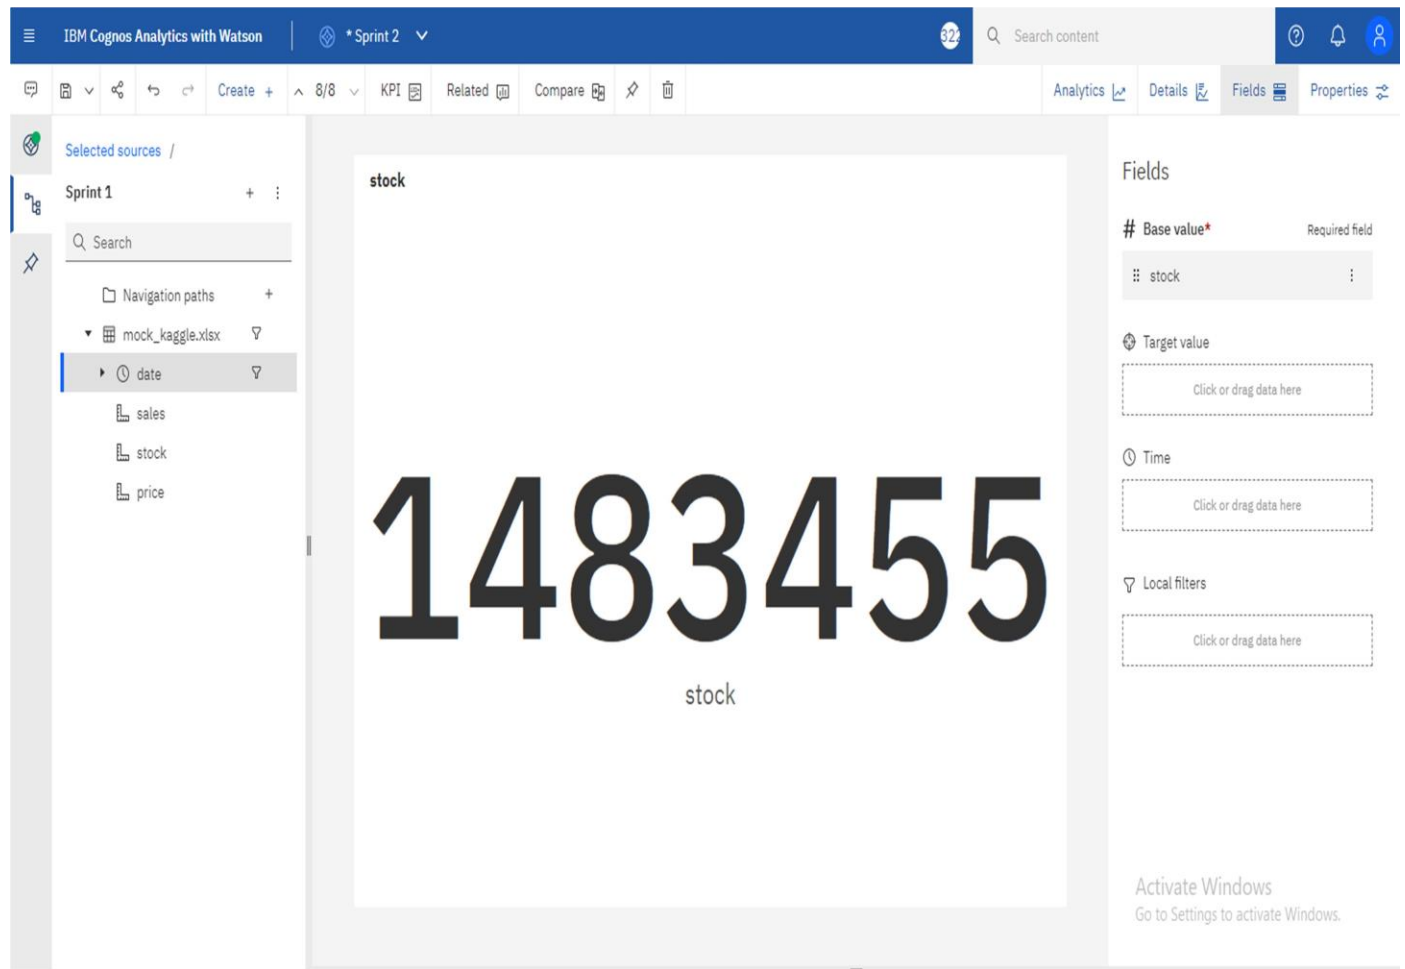 IBM Cognos Analytics with Watson
* Sprint 2
Search content
Create +
8/8
KPI
Related
Compare
Analytics
Details
Fields
Properties
Selected sources /
Sprint 1
Search
Navigation paths
mock_kaggle.xlsx
date
sales
stock
price
stock
1483455
stock
Fields
# Base value* Required field
stock
Target value
Click or drag data here
Time
Click or drag data here
Local filters
Click or drag data here
Activate Windows
Go to Settings to activate Windows.